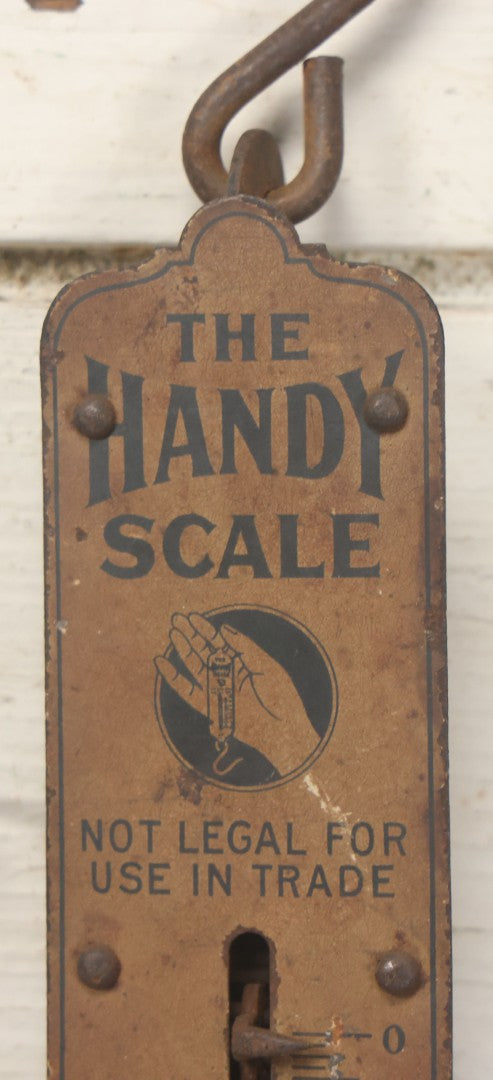 THE
HANDY
SCALE
NOT LEGAL FOR
USE IN TRADE
0